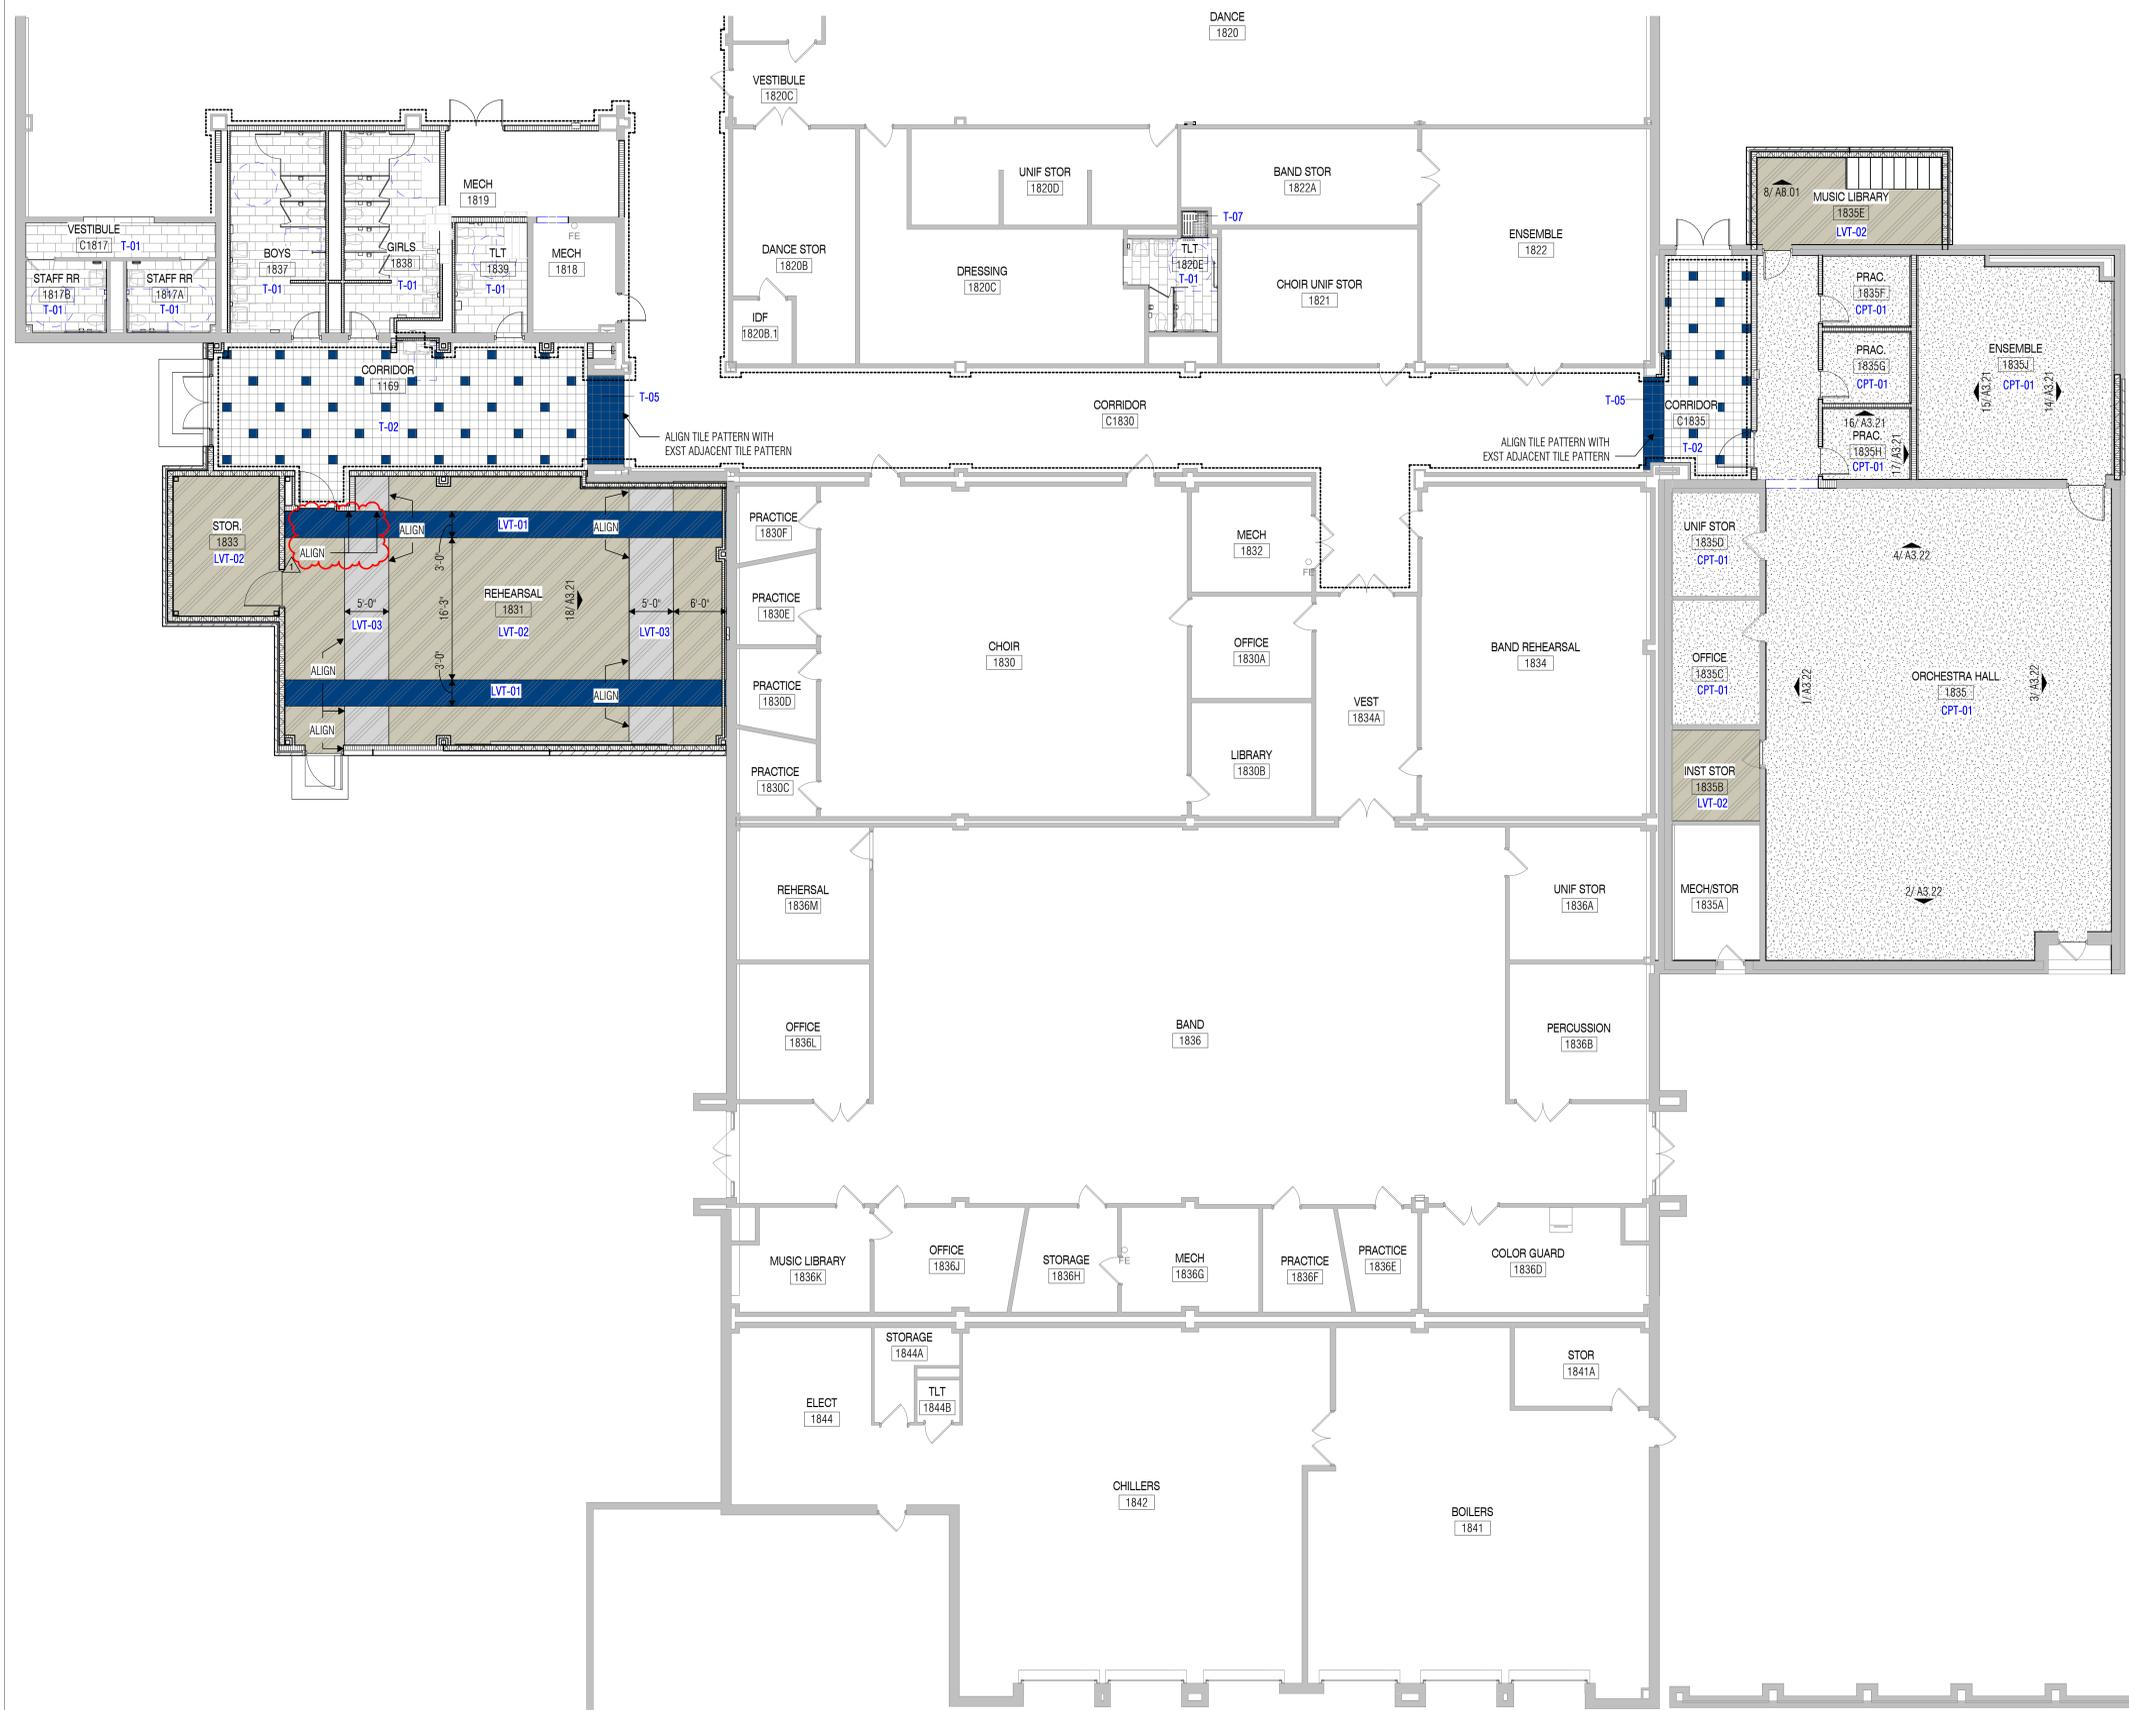 DANCE
1820
VESTIBULE
1820C
MECH
1819
UNIF STOR
1820D
BAND STOR
1822A
T-07
8/ A8.01
MUSIC LIBRARY
1835E
LVT-02
VESTIBULE
C1817
T-01
STAFF RR
1817B
T-01
STAFF RR
1817A
T-01
BOYS
1837
T-01
GIRLS
1838
T-01
TLT
1839
T-01
FE
MECH
1818
DANCE STOR
1820B
IDF
1820B.1
DRESSING
1820C
TLT
1820E
T-01
CHOIR UNIF STOR
1821
ENSEMBLE
1822
PRAC.
1835F
CPT-01
PRAC.
1835G
CPT-01
16/ A3.21
PRAC.
1835H
CPT-01
17/ A3.21
ENSEMBLE
1835J
CPT-01
15/ A3.21
14/ A3.21
CORRIDOR
1169
T-02
T-05
ALIGN TILE PATTERN WITH
EXST ADJACENT TILE PATTERN
CORRIDOR
C1830
T-05
ALIGN TILE PATTERN WITH
EXST ADJACENT TILE PATTERN
CORRIDOR
C1835
T-02
STOR.
1833
LVT-02
ALIGN
1
ALIGN
LVT-01
ALIGN
3'-0"
5'-0"
LVT-03
16'-3"
REHEARSAL
1831
LVT-02
18/ A3.21
5'-0"
LVT-03
6'-0"
ALIGN
3'-0"
LVT-01
ALIGN
ALIGN
PRACTICE
1830F
PRACTICE
1830E
PRACTICE
1830D
PRACTICE
1830C
CHOIR
1830
MECH
1832
FE
OFFICE
1830A
LIBRARY
1830B
VEST
1834A
BAND REHEARSAL
1834
UNIF STOR
1835D
CPT-01
OFFICE
1835C
CPT-01
INST STOR
1835B
LVT-02
MECH/STOR
1835A
4/ A3.22
1/ A3.22
ORCHESTRA HALL
1835
CPT-01
3/ A3.22
2/ A3.22
REHERSAL
1836M
UNIF STOR
1836A
OFFICE
1836L
BAND
1836
PERCUSSION
1836B
MUSIC LIBRARY
1836K
OFFICE
1836J
STORAGE
1836H
FE
MECH
1836G
PRACTICE
1836F
PRACTICE
1836E
COLOR GUARD
1836D
STORAGE
1844A
TLT
1844B
ELECT
1844
STOR
1841A
CHILLERS
1842
BOILERS
1841